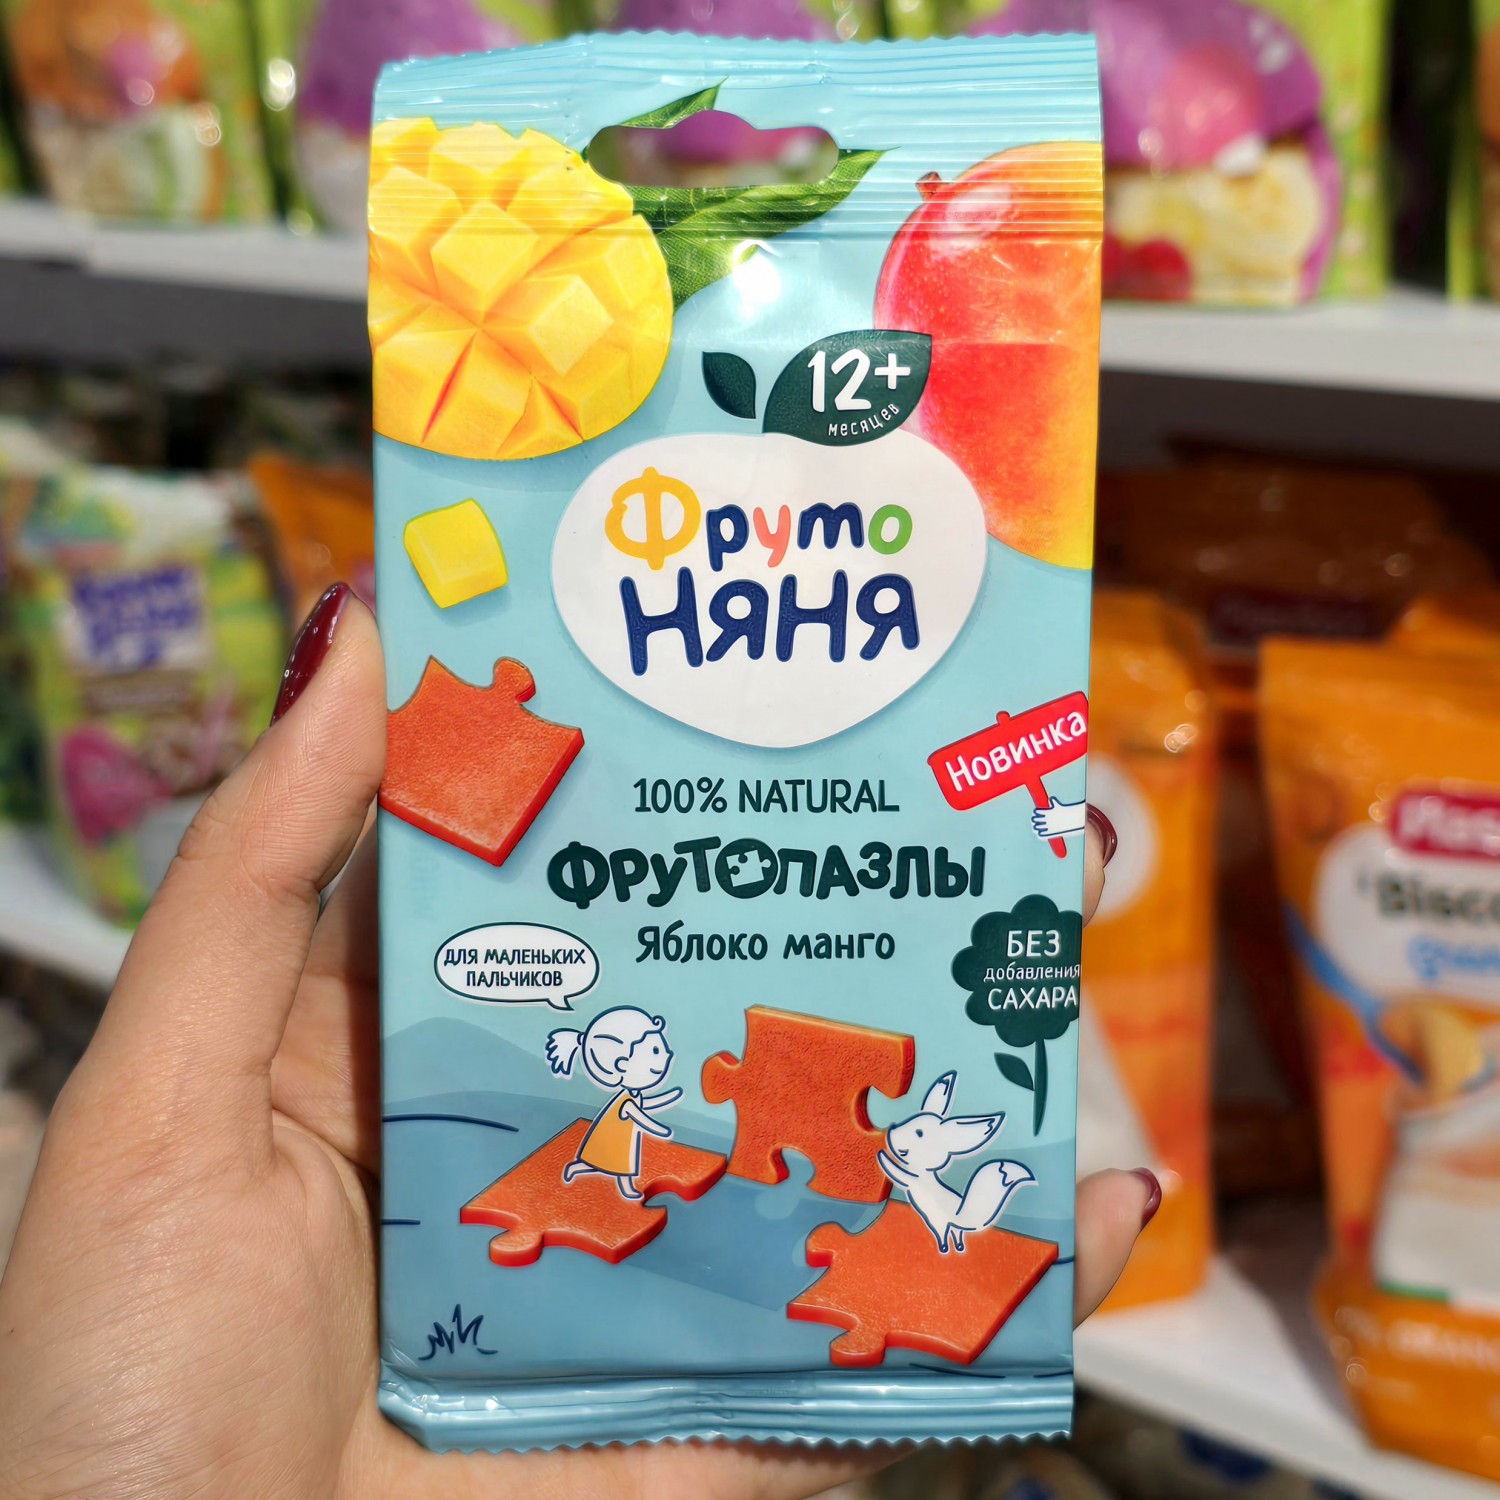 12+
месяцев
Фруто
НЯНЯ
Новинка
100% NATURAL
ФРУТОПАЗЛЫ
Яблоко манго
ДЛЯ МАЛЕНЬКИХ
ПАЛЬЧИКОВ
БЕЗ
добавления
САХАРА